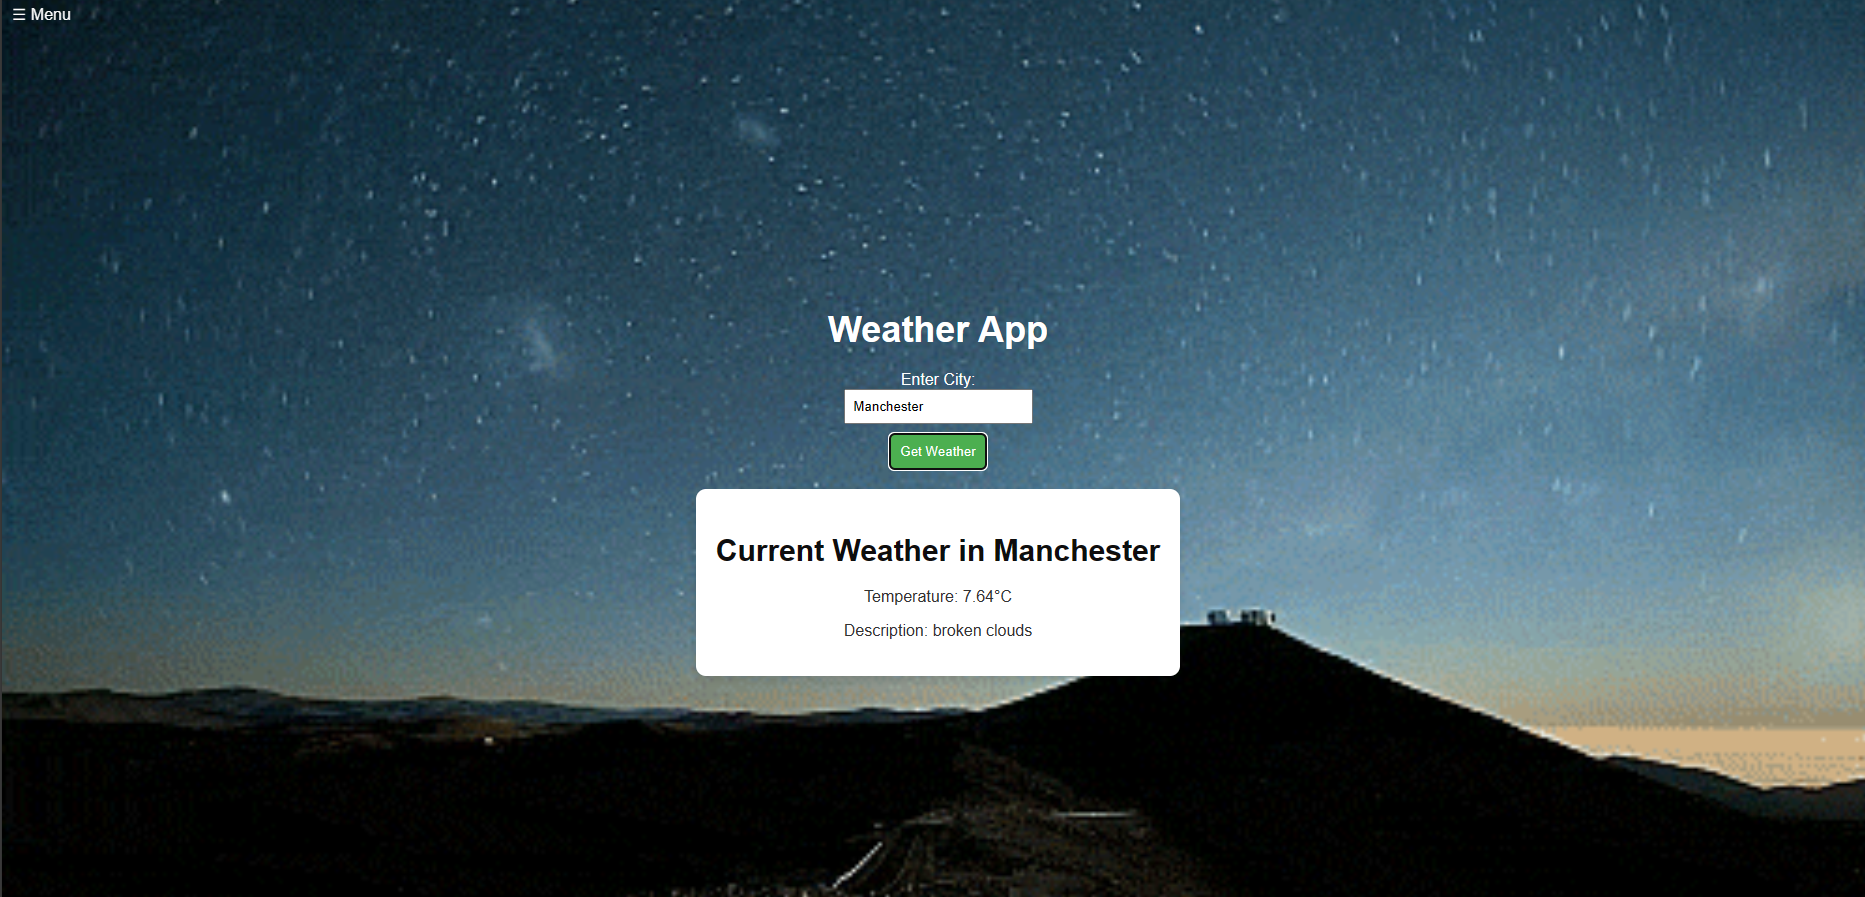 ☰ Menu
Weather App
Enter City:
Manchester
Get Weather
Current Weather in Manchester
Temperature: 7.64°C
Description: broken clouds